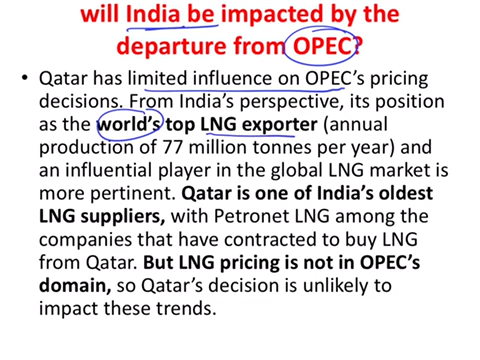 will India be impacted by the
departure from OPEC?
• Qatar has limited influence on OPEC's pricing
decisions. From India's perspective, its position
as the world's top LNG exporter (annual
production of 77 million tonnes per year) and
an influential player in the global LNG market
is more pertinent. Qatar is one of India's oldest
LNG suppliers, with Petronet LNG among the
companies that have contracted to buy LNG
from Qatar. But LNG pricing is not in OPEC's
domain, so Qatar's decision is unlikely to
impact these trends.